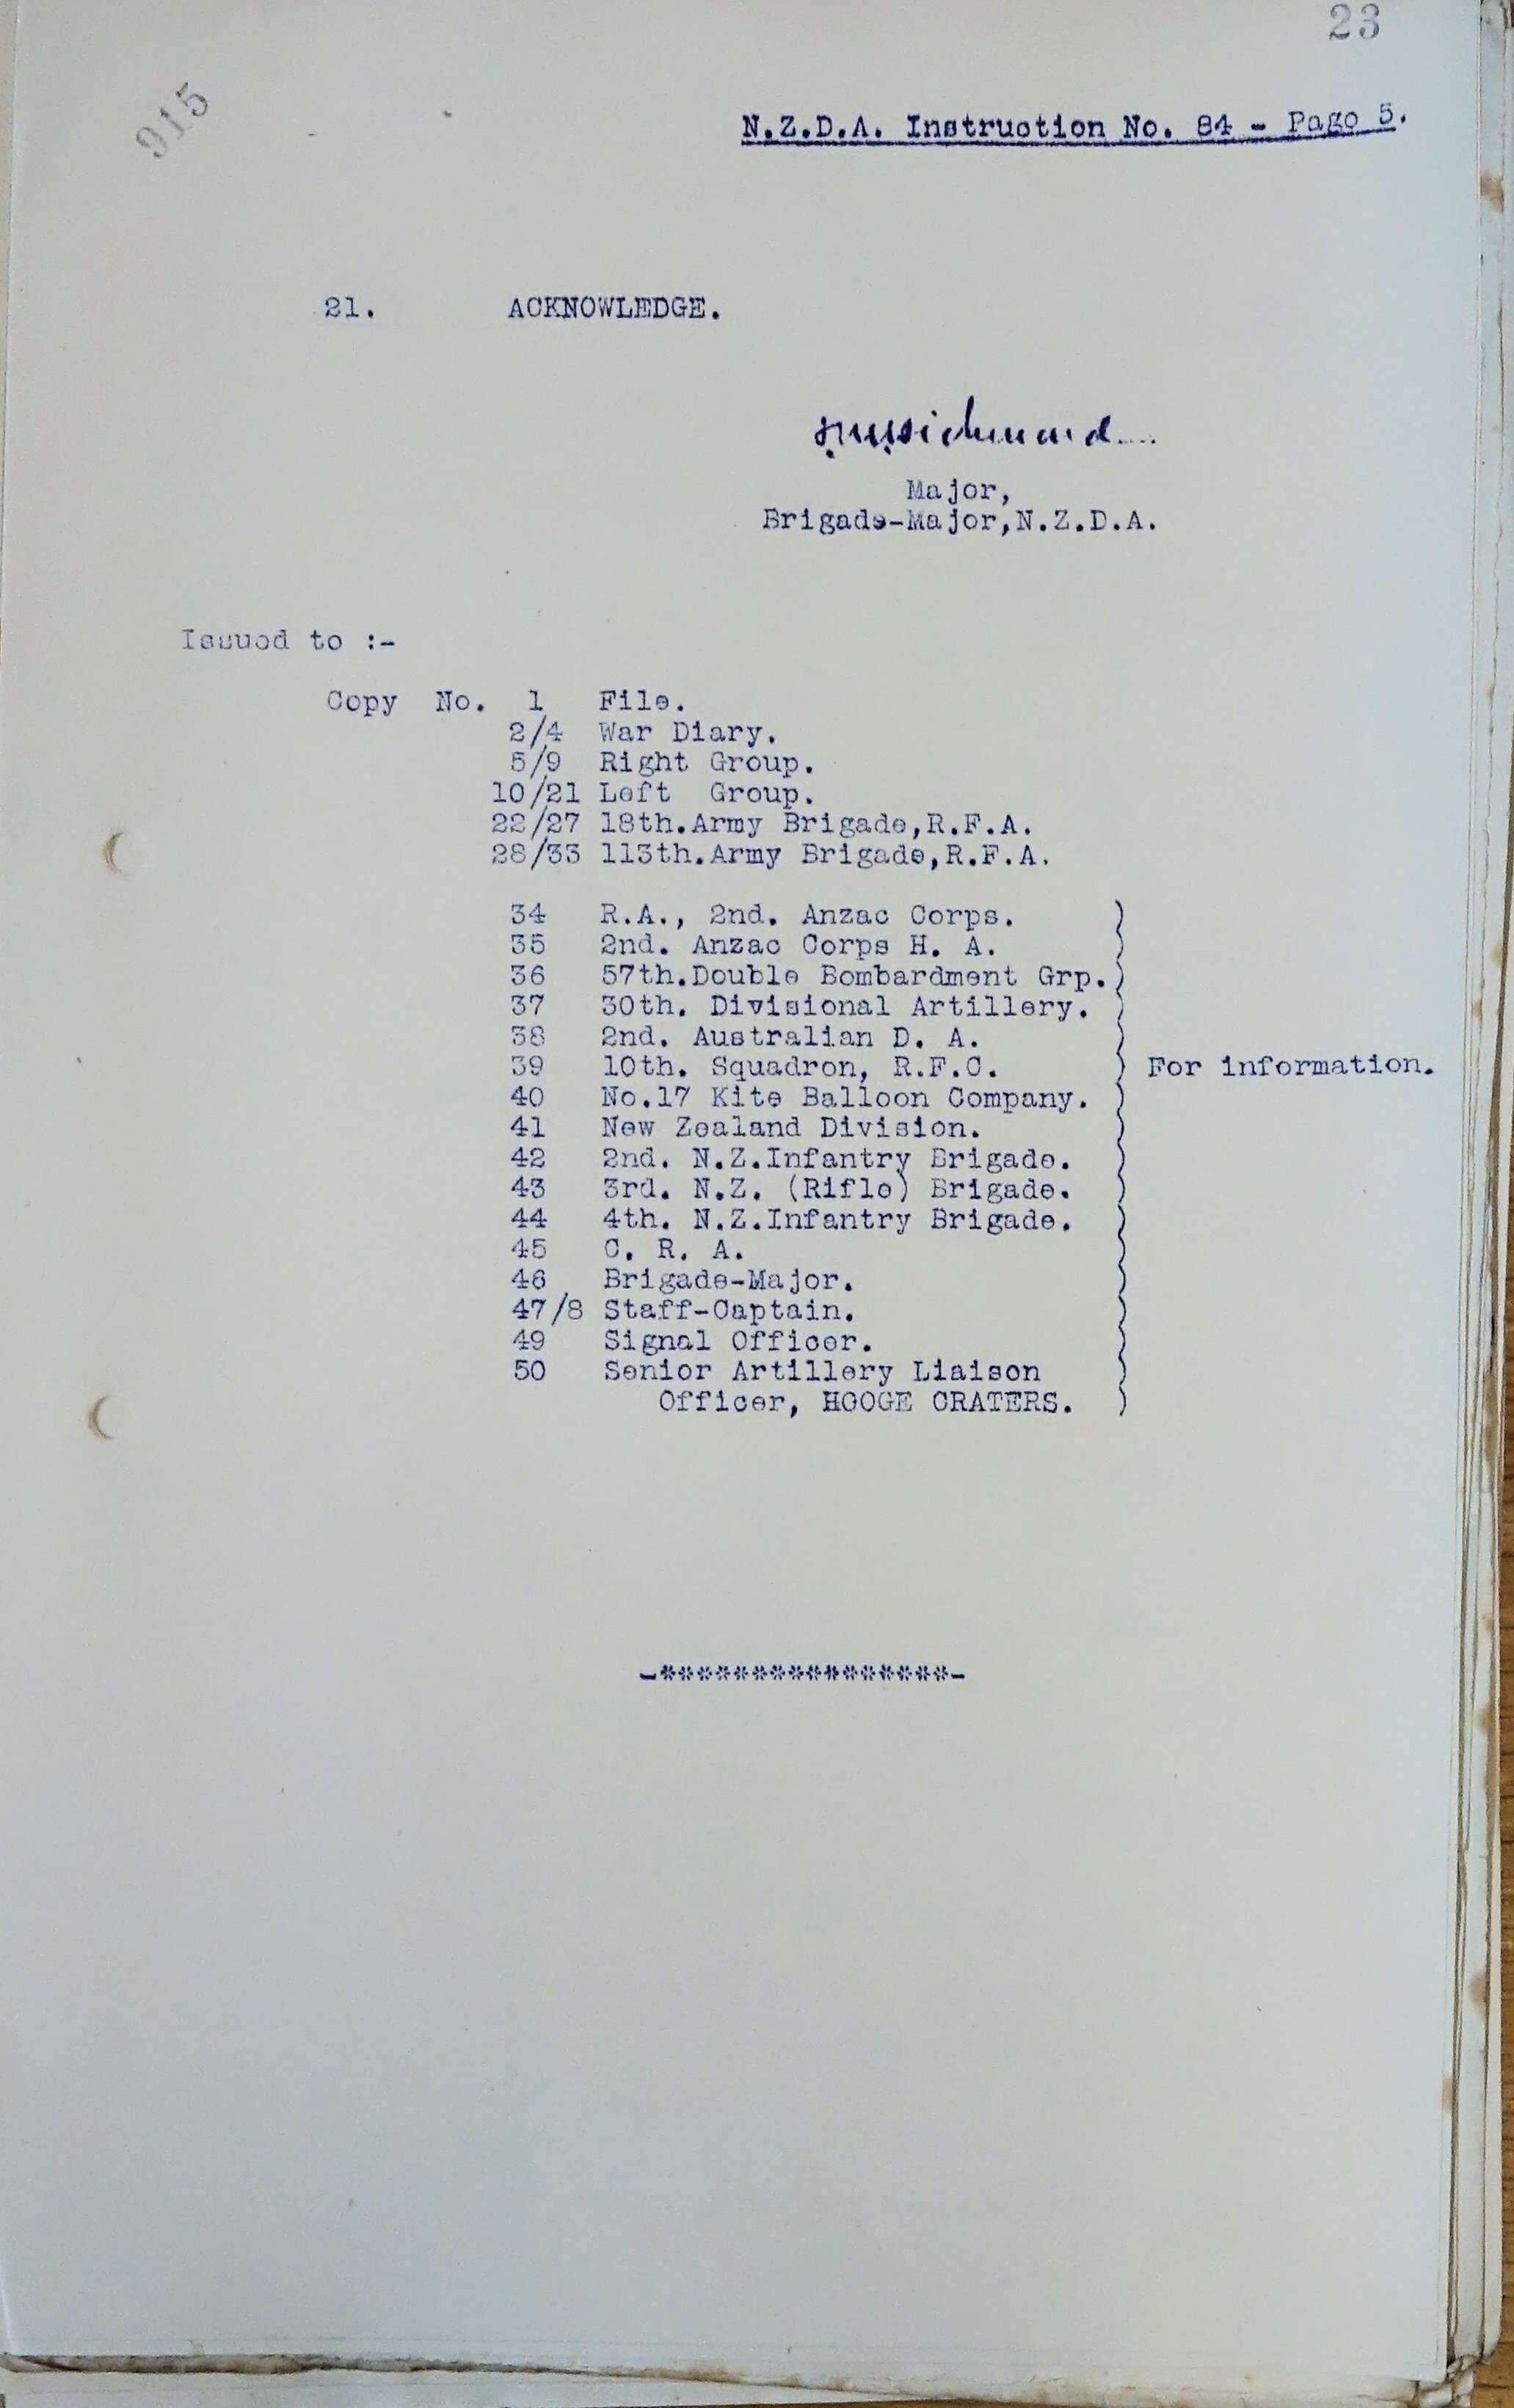 23
915
N.Z.D.A. Instruction No. 84 - Page 5.
21. ACKNOWLEDGE.
Major,
Brigade-Major,N.Z.D.A.
Issued to :-
Copy No. 1 File.
2/4 War Diary.
5/9 Right Group.
10/21 Left Group.
22/27 18th.Army Brigade,R.F.A.
28/33 113th.Army Brigade,R.F.A.
34 R.A., 2nd. Anzac Corps.
35 2nd. Anzac Corps H. A.
36 57th.Double Bombardment Grp.
37 30th. Divisional Artillery.
38 2nd. Australian D. A.
39 10th. Squadron, R.F.C. For information.
40 No.17 Kite Balloon Company.
41 New Zealand Division.
42 2nd. N.Z.Infantry Brigade.
43 3rd. N.Z. (Rifle) Brigade.
44 4th. N.Z.Infantry Brigade.
45 C. R. A.
46 Brigade-Major.
47/8 Staff-Captain.
49 Signal Officer.
50 Senior Artillery Liaison
Officer, HOOGE CRATERS.
-****************-